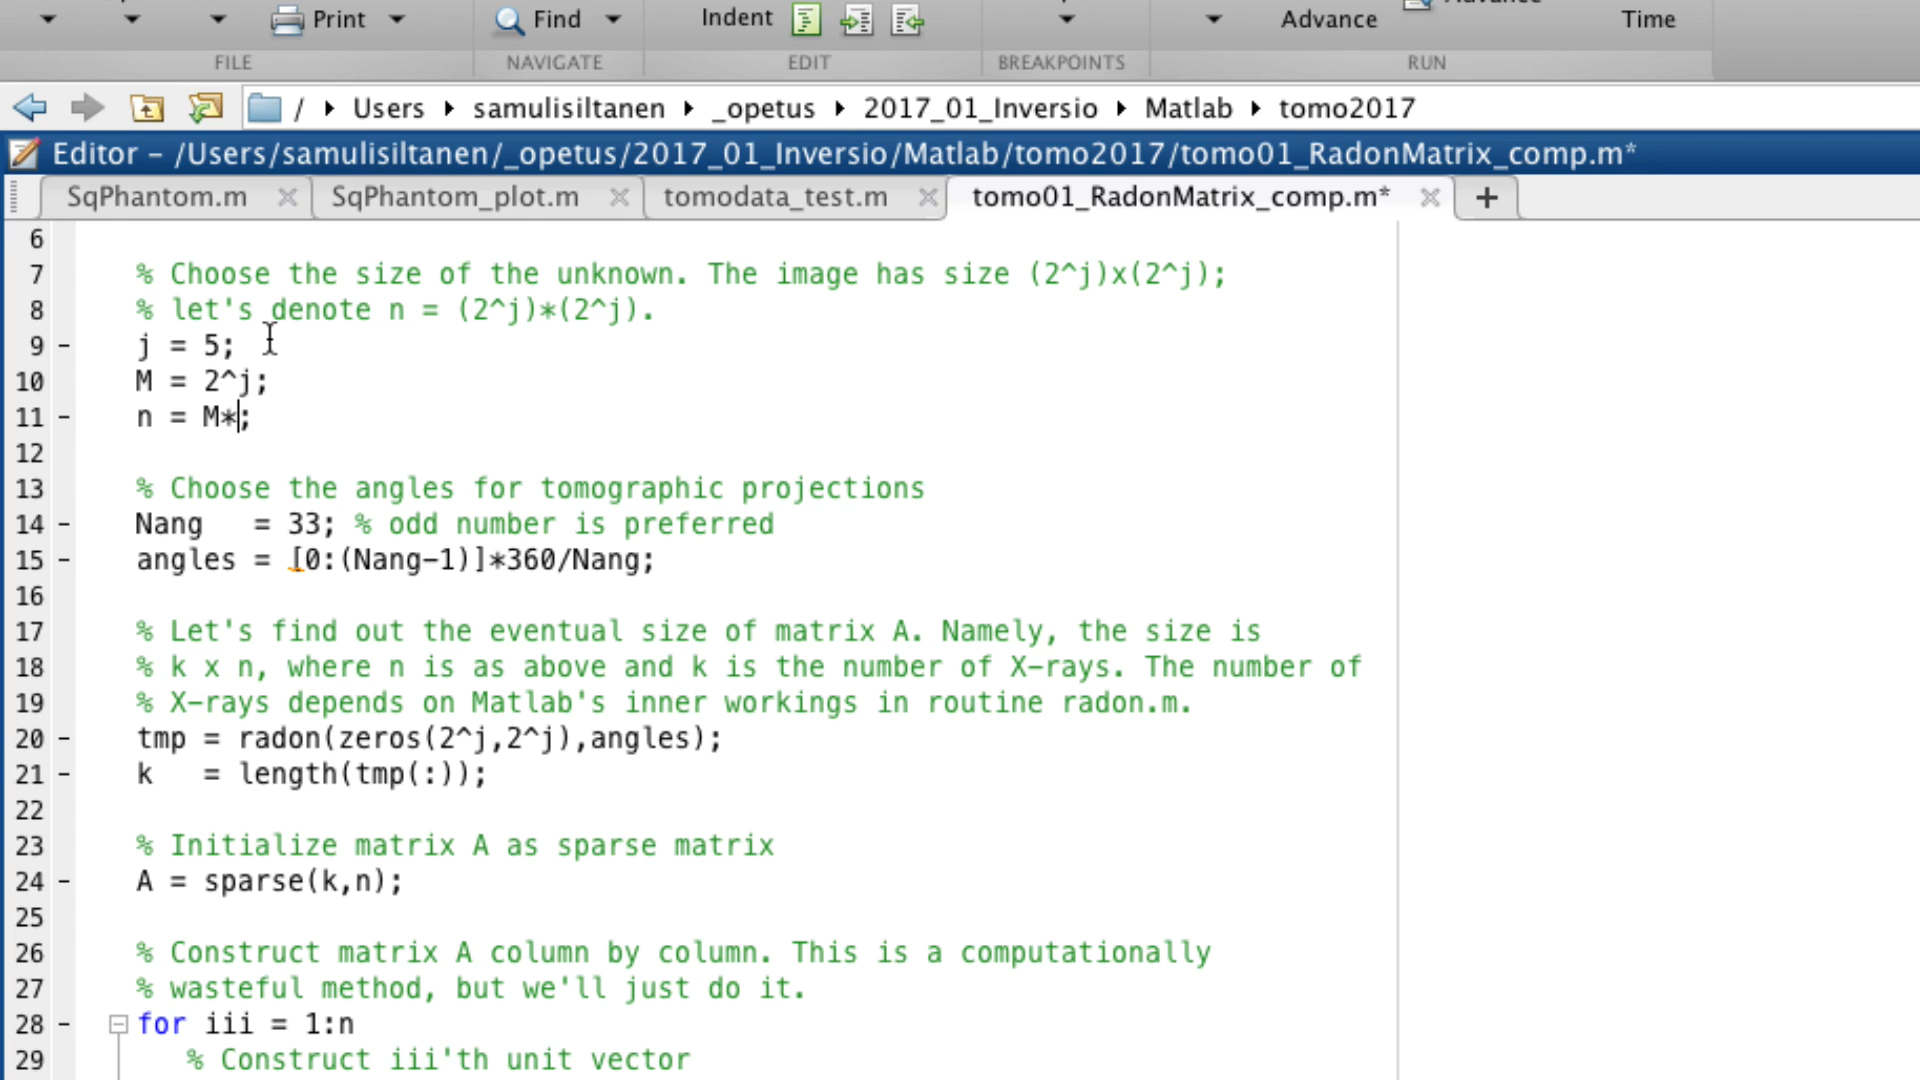 Print Find Indent Advance Time
FILE NAVIGATE EDIT BREAKPOINTS RUN
/ Users samulisiltanen _opetus 2017_01_Inversio Matlab tomo2017
Editor - /Users/samulisiltanen/_opetus/2017_01_Inversio/Matlab/tomo2017/tomo01_RadonMatrix_comp.m*
SqPhantom.m SqPhantom_plot.m tomodata_test.m tomo01_RadonMatrix_comp.m* +
6
7 % Choose the size of the unknown. The image has size (2^j)x(2^j);
8 % let's denote n = (2^j)*(2^j).
9 - j = 5;
10 M = 2^j;
11 - n = M*;
12
13 % Choose the angles for tomographic projections
14 - Nang   = 33; % odd number is preferred
15 - angles = [0:(Nang-1)]*360/Nang;
16
17 % Let's find out the eventual size of matrix A. Namely, the size is
18 % k x n, where n is as above and k is the number of X-rays. The number of
19 % X-rays depends on Matlab's inner workings in routine radon.m.
20 - tmp = radon(zeros(2^j,2^j),angles);
21 - k   = length(tmp(:));
22
23 % Initialize matrix A as sparse matrix
24 - A = sparse(k,n);
25
26 % Construct matrix A column by column. This is a computationally
27 % wasteful method, but we'll just do it.
28 - for iii = 1:n
29 % Construct iii'th unit vector